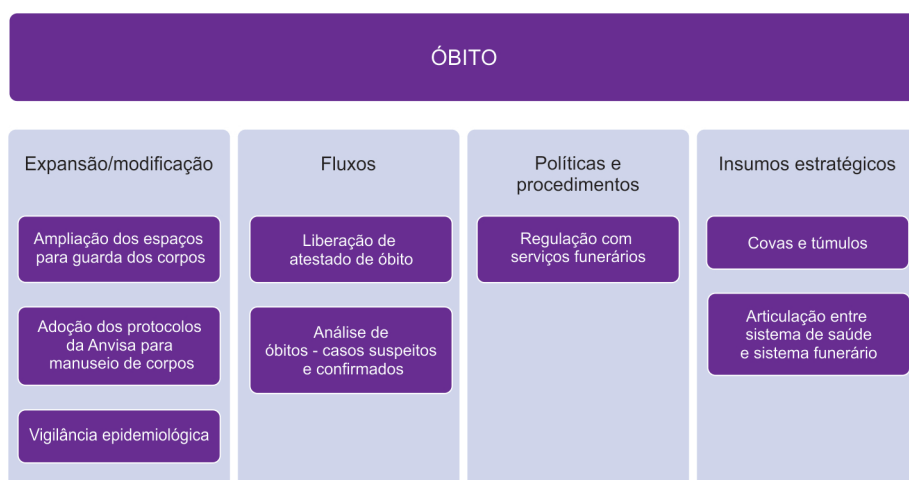 ÓBITO
Expansão/modificação
Ampliação dos espaços
para guarda dos corpos
Adoção dos protocolos
da Anvisa para
manuseio de corpos
Vigilância epidemiológica
Fluxos
Liberação de
atestado de óbito
Análise de
óbitos - casos suspeitos
e confirmados
Políticas e
procedimentos
Regulação com
serviços funerários
Insumos estratégicos
Covas e túmulos
Articulação entre
sistema de saúde
e sistema funerário